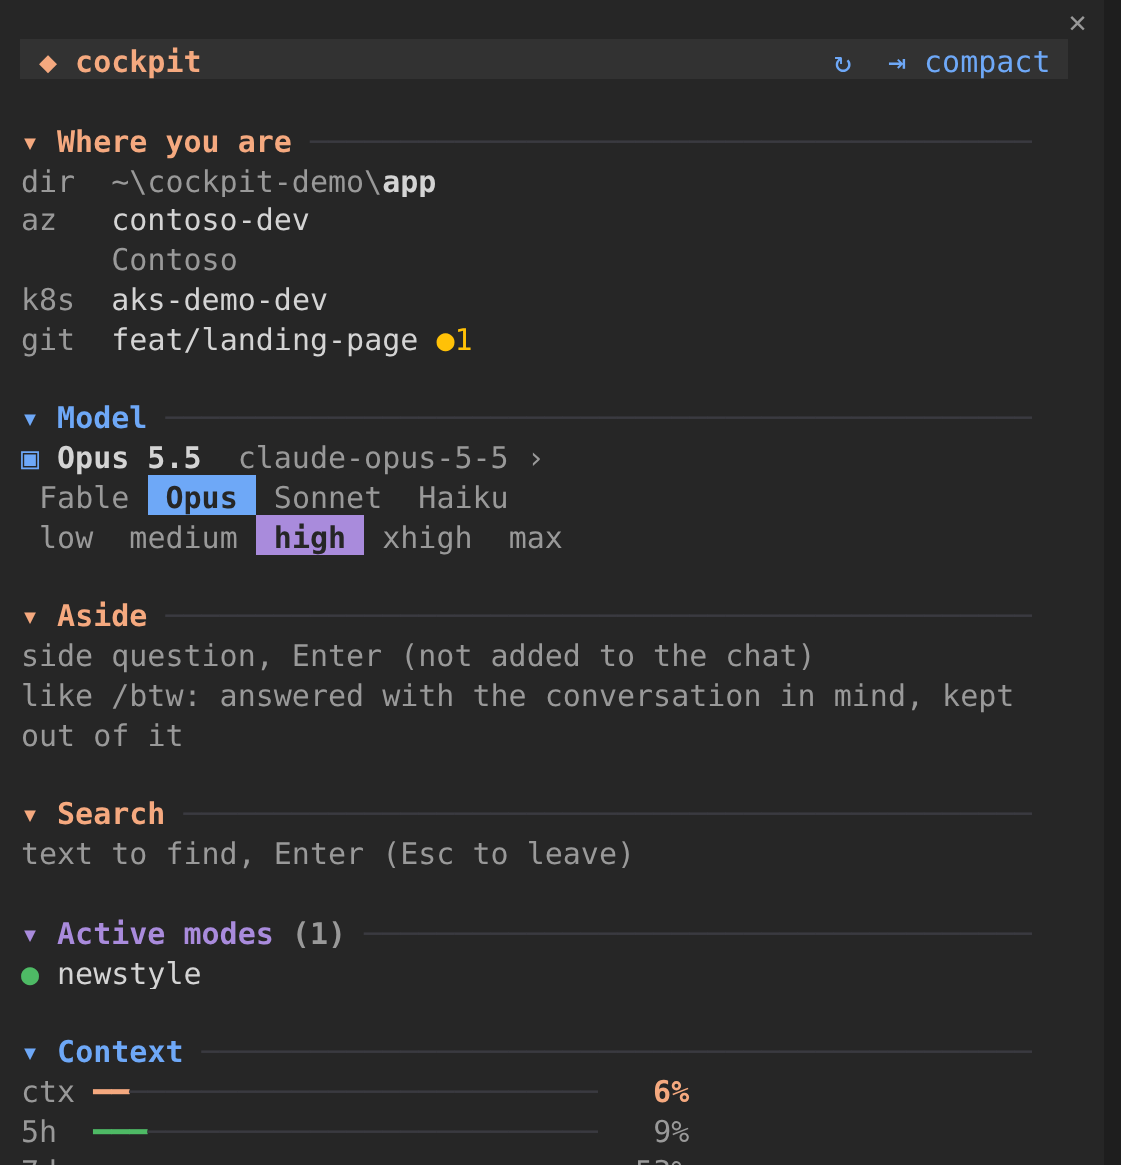 ×
◆ cockpit ↻ ⇥ compact
▾ Where you are
dir ~\cockpit-demo\app
az contoso-dev
Contoso
k8s aks-demo-dev
git feat/landing-page ●1
▾ Model
▣ Opus 5.5 claude-opus-5-5 ›
Fable Opus Sonnet Haiku
low medium high xhigh max
▾ Aside
side question, Enter (not added to the chat)
like /btw: answered with the conversation in mind, kept
out of it
▾ Search
text to find, Enter (Esc to leave)
▾ Active modes (1)
● newstyle
▾ Context
ctx 6%
5h 9%